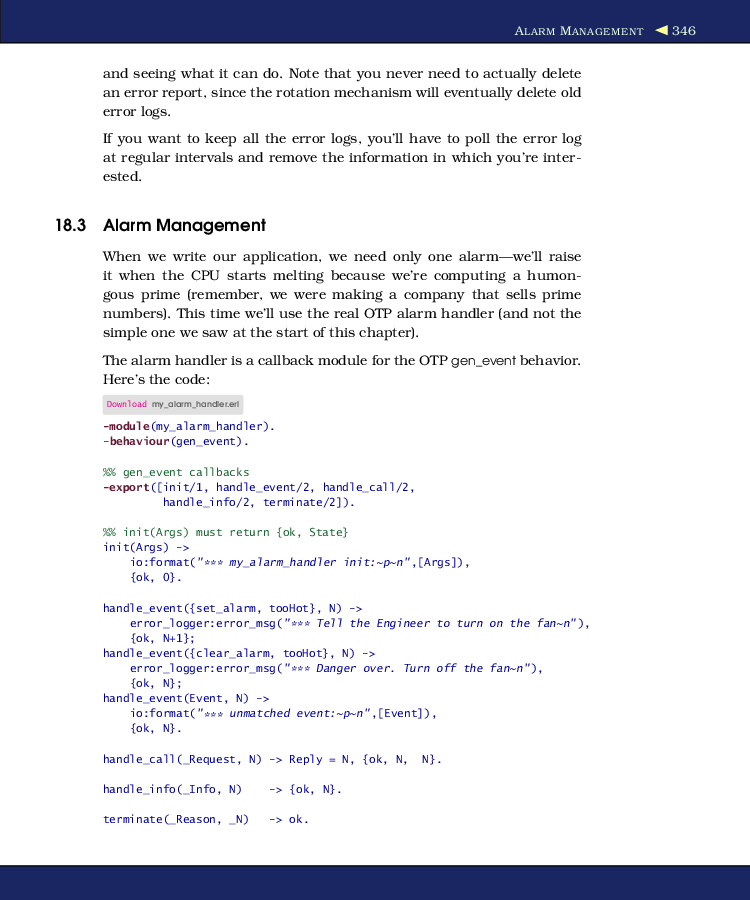 ALARM MANAGEMENT ◀ 346
and seeing what it can do. Note that you never need to actually delete
an error report, since the rotation mechanism will eventually delete old
error logs.
If you want to keep all the error logs, you'll have to poll the error log
at regular intervals and remove the information in which you're inter-
ested.
18.3 Alarm Management
When we write our application, we need only one alarm—we'll raise
it when the CPU starts melting because we're computing a humon-
gous prime (remember, we were making a company that sells prime
numbers). This time we'll use the real OTP alarm handler (and not the
simple one we saw at the start of this chapter).
The alarm handler is a callback module for the OTP gen_event behavior.
Here's the code:
Download my_alarm_handler.erl
-module(my_alarm_handler).
-behaviour(gen_event).
%% gen_event callbacks
-export([init/1, handle_event/2, handle_call/2,
         handle_info/2, terminate/2]).
%% init(Args) must return {ok, State}
init(Args) ->
    io:format("*** my_alarm_handler init:~p~n",[Args]),
    {ok, 0}.
handle_event({set_alarm, tooHot}, N) ->
    error_logger:error_msg("*** Tell the Engineer to turn on the fan~n"),
    {ok, N+1};
handle_event({clear_alarm, tooHot}, N) ->
    error_logger:error_msg("*** Danger over. Turn off the fan~n"),
    {ok, N};
handle_event(Event, N) ->
    io:format("*** unmatched event:~p~n",[Event]),
    {ok, N}.
handle_call(_Request, N) -> Reply = N, {ok, N,  N}.
handle_info(_Info, N)    -> {ok, N}.
terminate(_Reason, _N)   -> ok.